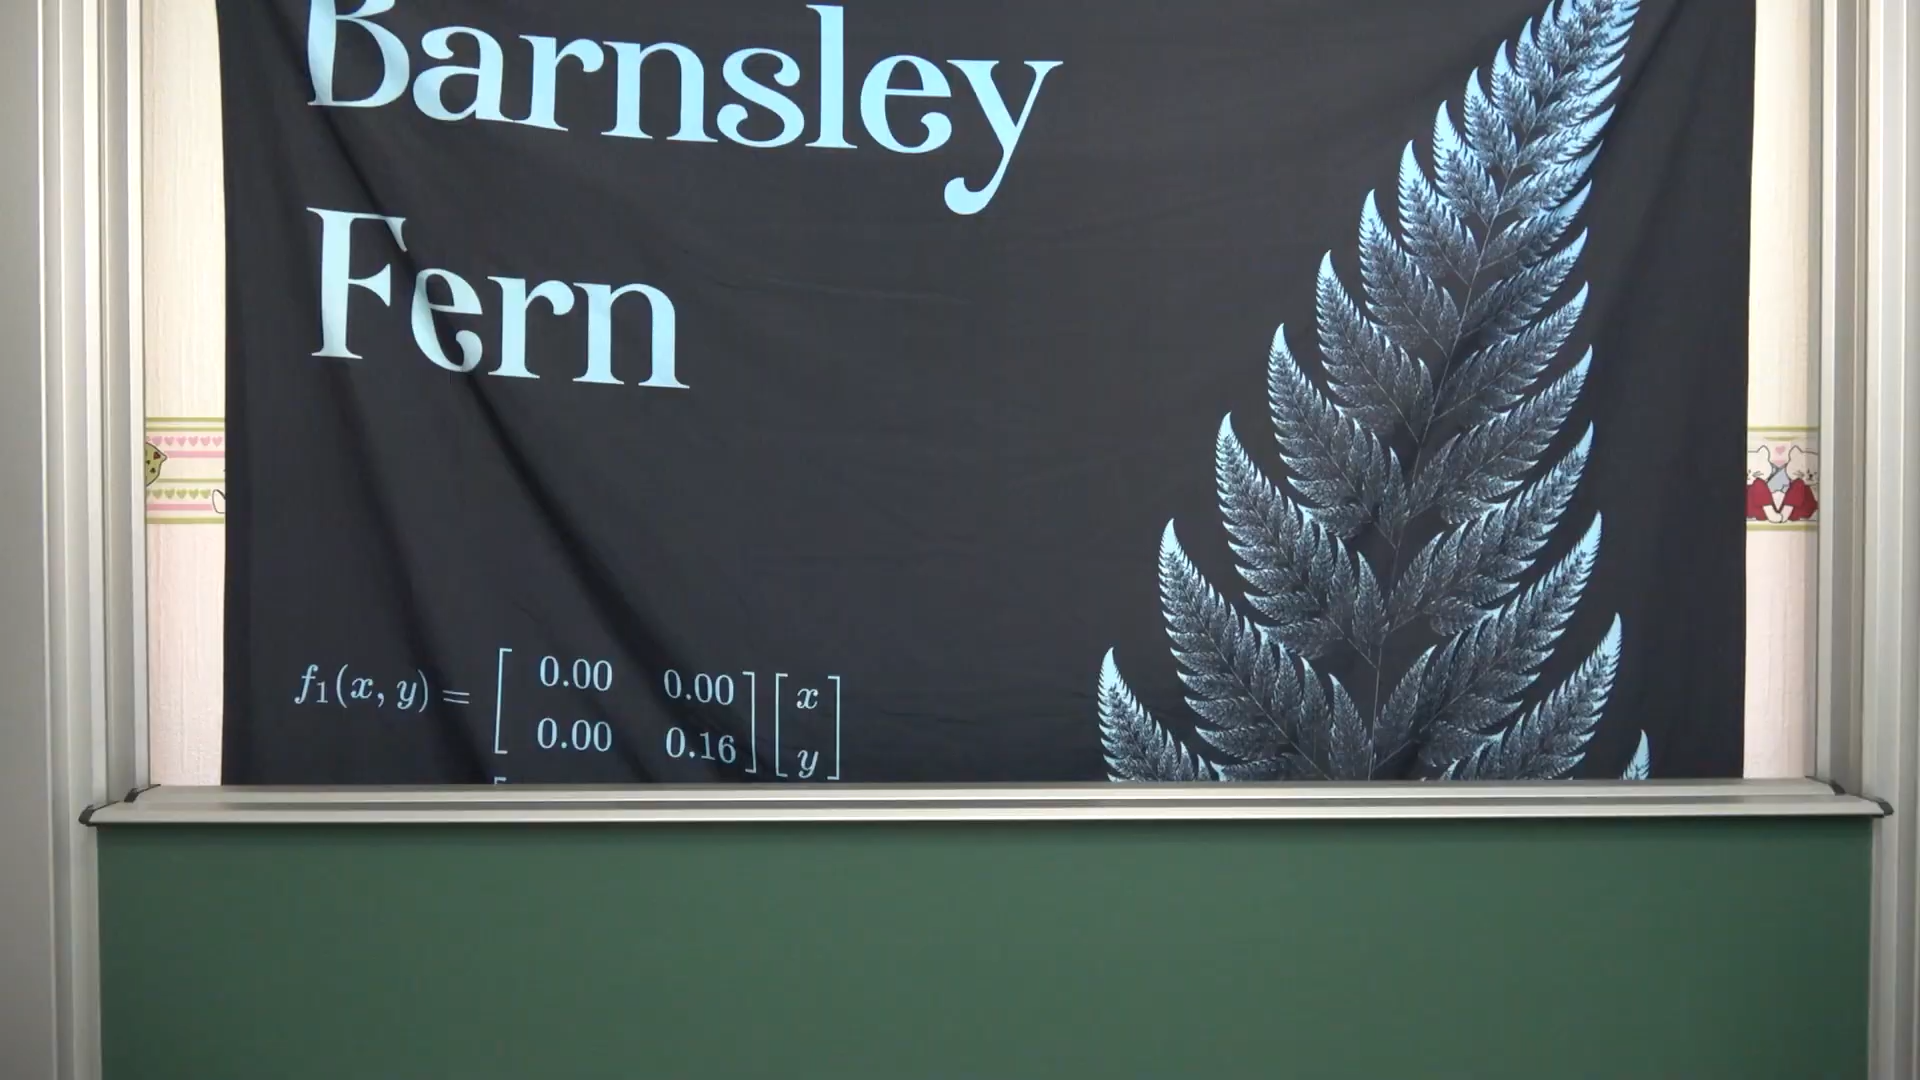 Barnsley
Fern
f₁(x, y) = [ 0.00 0.00 ] [ x ]
[ 0.00 0.16 ] [ y ]